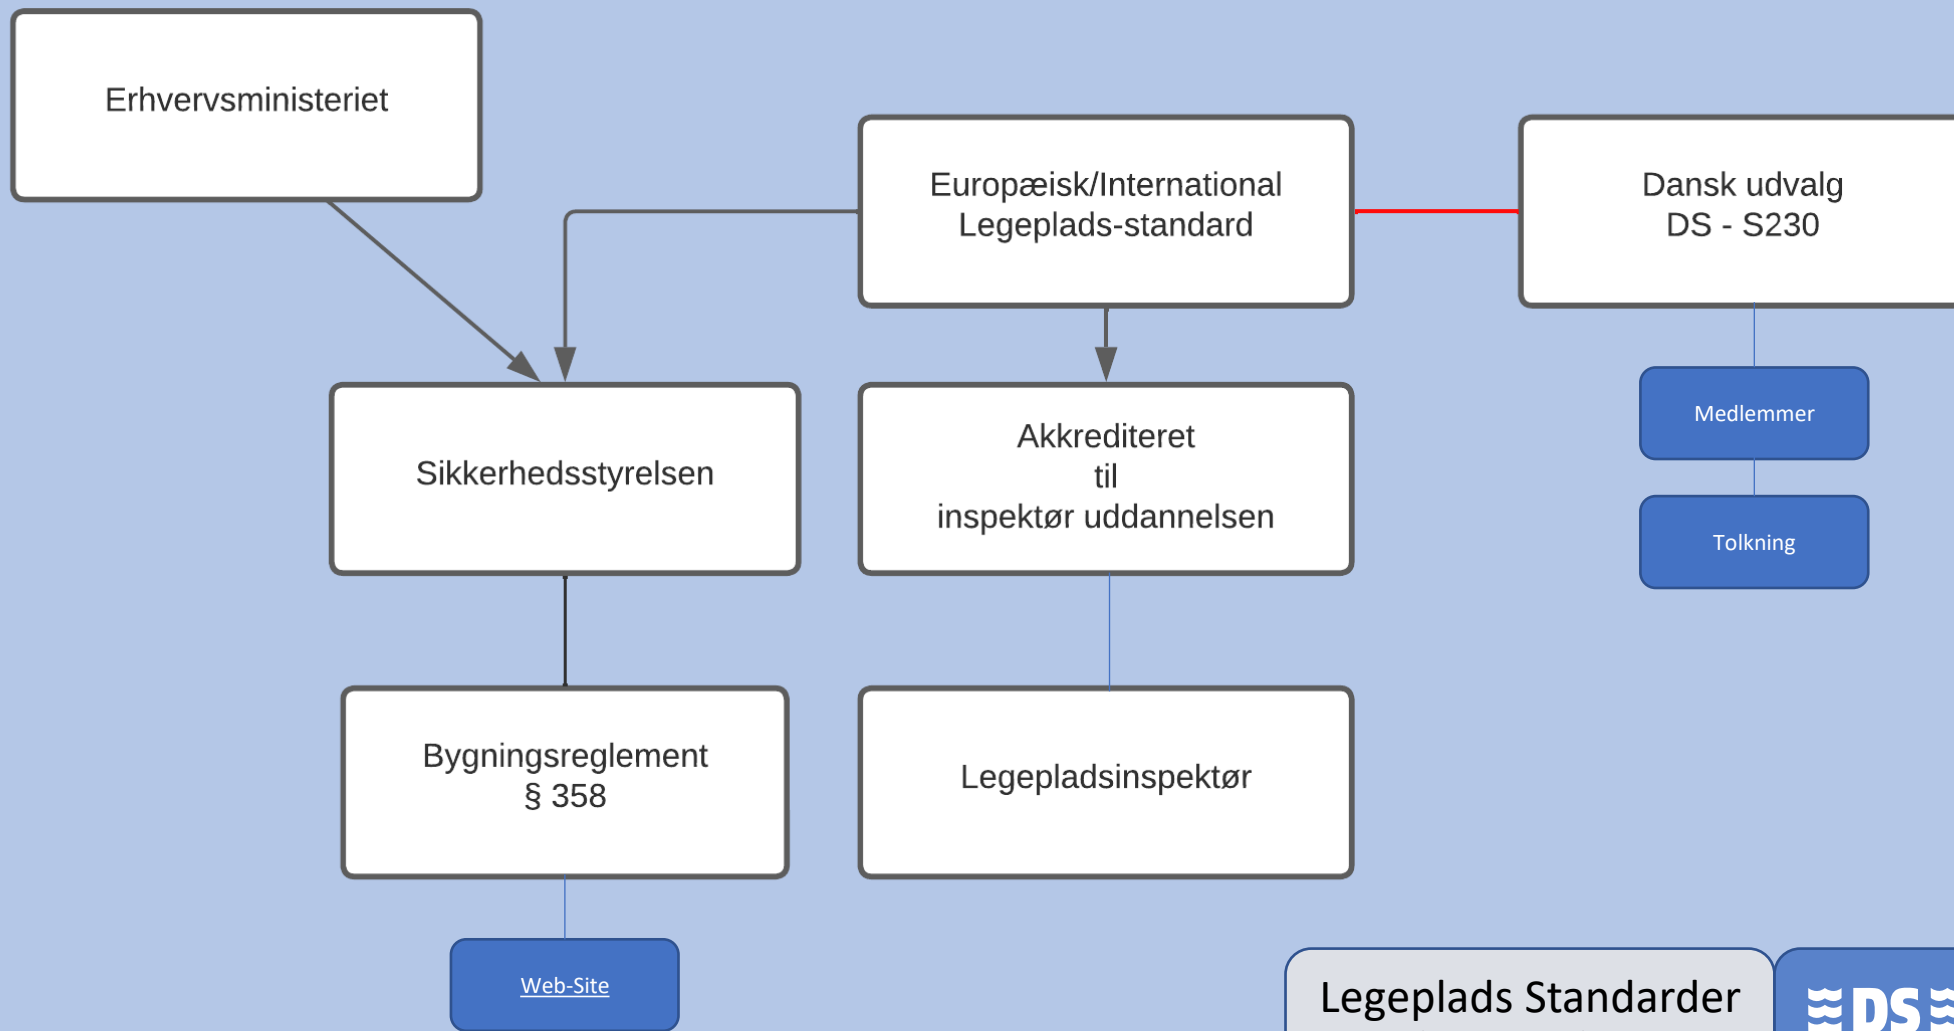 Erhvervsministeriet
Europæisk/International
Legeplads-standard
Dansk udvalg
DS - S230
Medlemmer
Tolkning
Sikkerhedsstyrelsen
Akkrediteret
til
inspektør uddannelsen
Bygningsreglement
§ 358
Legepladsinspektør
Web-Site
Legeplads Standarder
DS